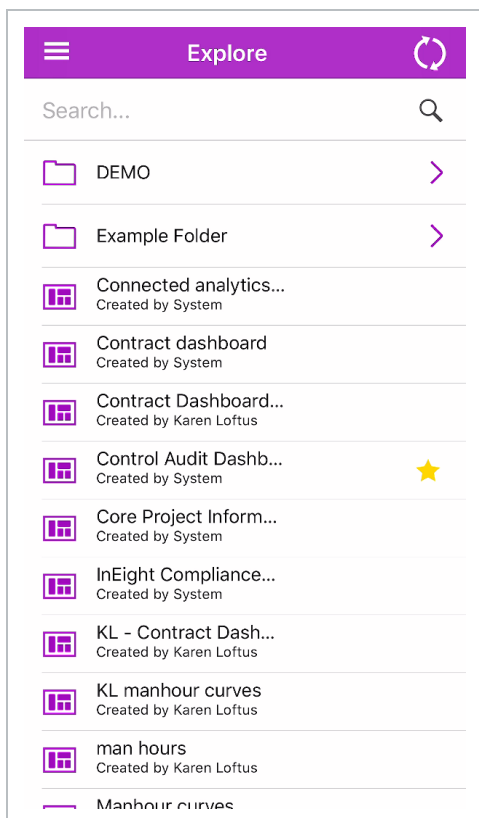 Explore
Search...
DEMO
Example Folder
Connected analytics...
Created by System
Contract dashboard
Created by System
Contract Dashboard...
Created by Karen Loftus
Control Audit Dashb...
Created by System
Core Project Inform...
Created by System
InEight Compliance...
Created by System
KL - Contract Dash...
Created by Karen Loftus
KL manhour curves
Created by Karen Loftus
man hours
Created by Karen Loftus
Manhour curves